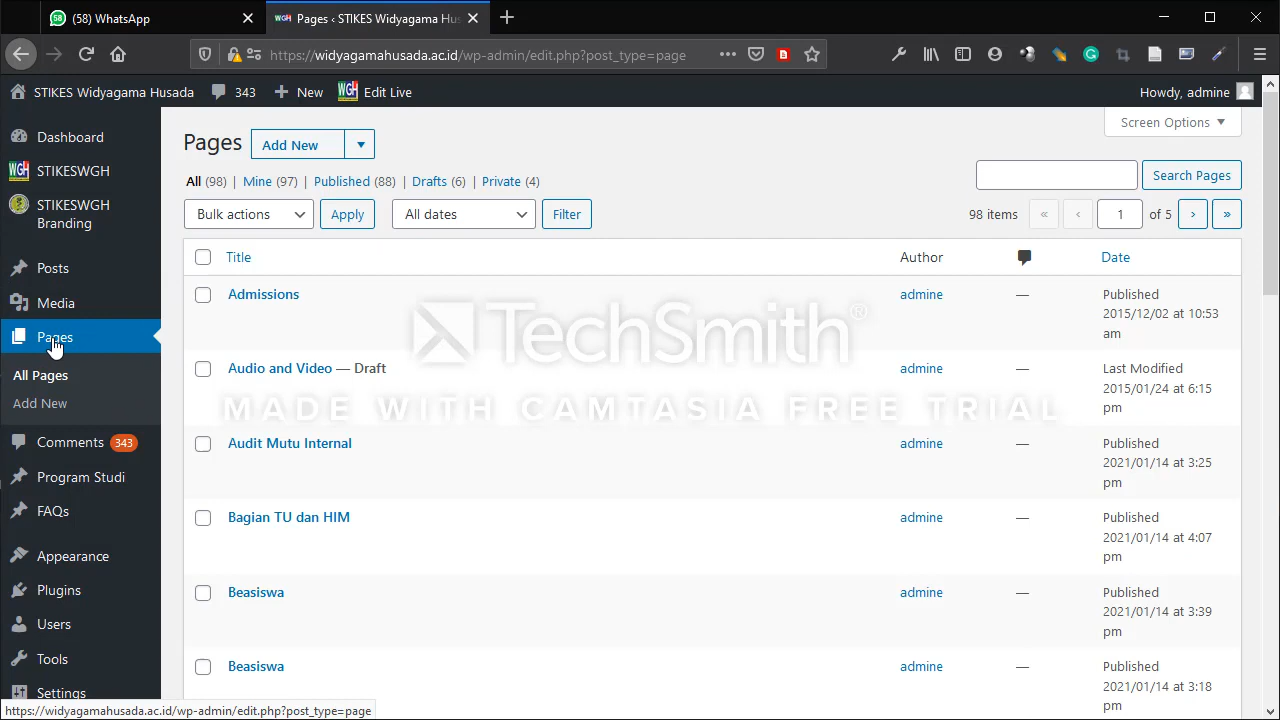 58 (58) WhatsApp
WGH Pages ‹ STIKES Widyagama Hus
https://widyagamahusada.ac.id/wp-admin/edit.php?post_type=page
WGH STIKES Widyagama Husada 343 New WGH Edit Live Howdy, admine
Screen Options
Dashboard
WGH STIKESWGH
STIKESWGH
Branding
Posts
Media
Pages
All Pages
Add New
Comments 343
Program Studi
FAQs
Appearance
Plugins
Users
Tools
Settings
Pages Add New
All (98) | Mine (97) | Published (88) | Drafts (6) | Private (4)
Search Pages
Bulk actions Apply All dates Filter
98 items « ‹ 1 of 5 › »
Title Author Date
Admissions admine — Published
2015/12/02 at 10:53
am
Audio and Video — Draft admine — Last Modified
2015/01/24 at 6:15
pm
Audit Mutu Internal admine — Published
2021/01/14 at 3:25
pm
Bagian TU dan HIM admine — Published
2021/01/14 at 4:07
pm
Beasiswa admine — Published
2021/01/14 at 3:39
pm
Beasiswa admine — Published
2021/01/14 at 3:18
pm
TechSmith®
MADE WITH CAMTASIA FREE TRIAL
https://widyagamahusada.ac.id/wp-admin/edit.php?post_type=page